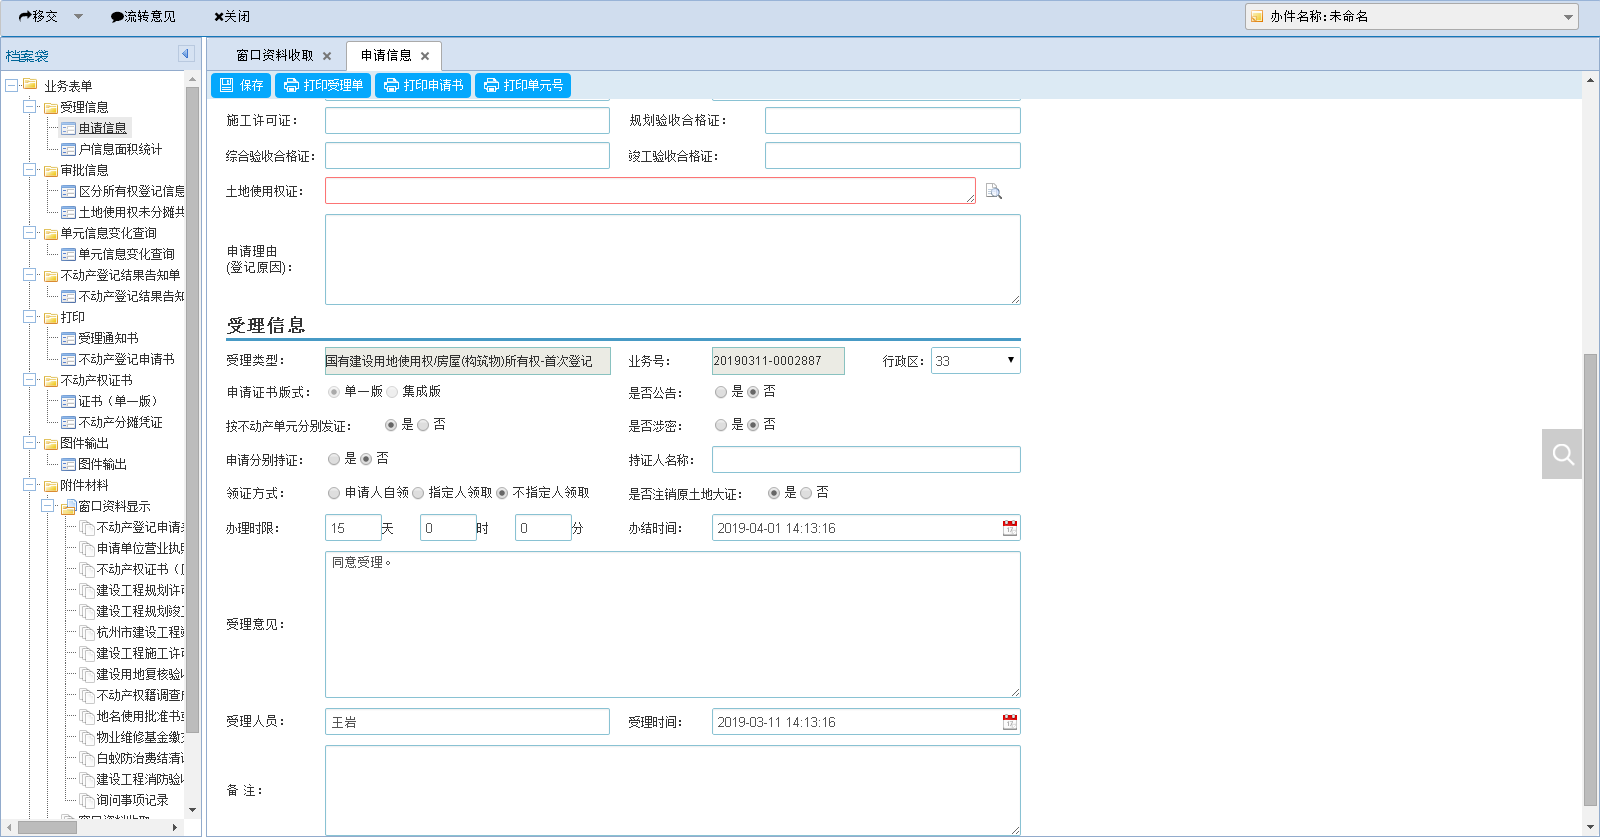 移交 流转意见 关闭 办件名称:未命名
档案袋
业务表单
受理信息
申请信息
户信息面积统计
审批信息
区分所有权登记信息
土地使用权未分摊共
单元信息变化查询
单元信息变化查询
不动产登记结果告知单
不动产登记结果告知
打印
受理通知书
不动产登记申请书
不动产权证书
证书（单一版）
不动产分摊凭证
图件输出
图件输出
附件材料
窗口资料显示
不动产登记申请
申请单位营业执
不动产权证书（
建设工程规划许
建设工程规划竣
杭州市建设工程
建设工程施工许
建设用地复核验
不动产权籍调查
地名使用批准书
物业维修基金缴
白蚁防治费结清
建设工程消防验
询问事项记录
窗口资料收取
窗口资料收取 申请信息
保存 打印受理单 打印申请书 打印单元号
施工许可证： 规划验收合格证：
综合验收合格证： 竣工验收合格证：
土地使用权证：
申请理由
(登记原因)：
受理信息
受理类型： 国有建设用地使用权/房屋(构筑物)所有权-首次登记 业务号： 20190311-0002887 行政区： 33
申请证书版式： 单一版 集成版 是否公告： 是 否
按不动产单元分别发证： 是 否 是否涉密： 是 否
申请分别持证： 是 否 持证人名称：
领证方式： 申请人自领 指定人领取 不指定人领取 是否注销原土地大证： 是 否
办理时限： 15 天 0 时 0 分 办结时间： 2019-04-01 14:13:16
同意受理。
受理意见：
受理人员： 王岩 受理时间： 2019-03-11 14:13:16
备 注：